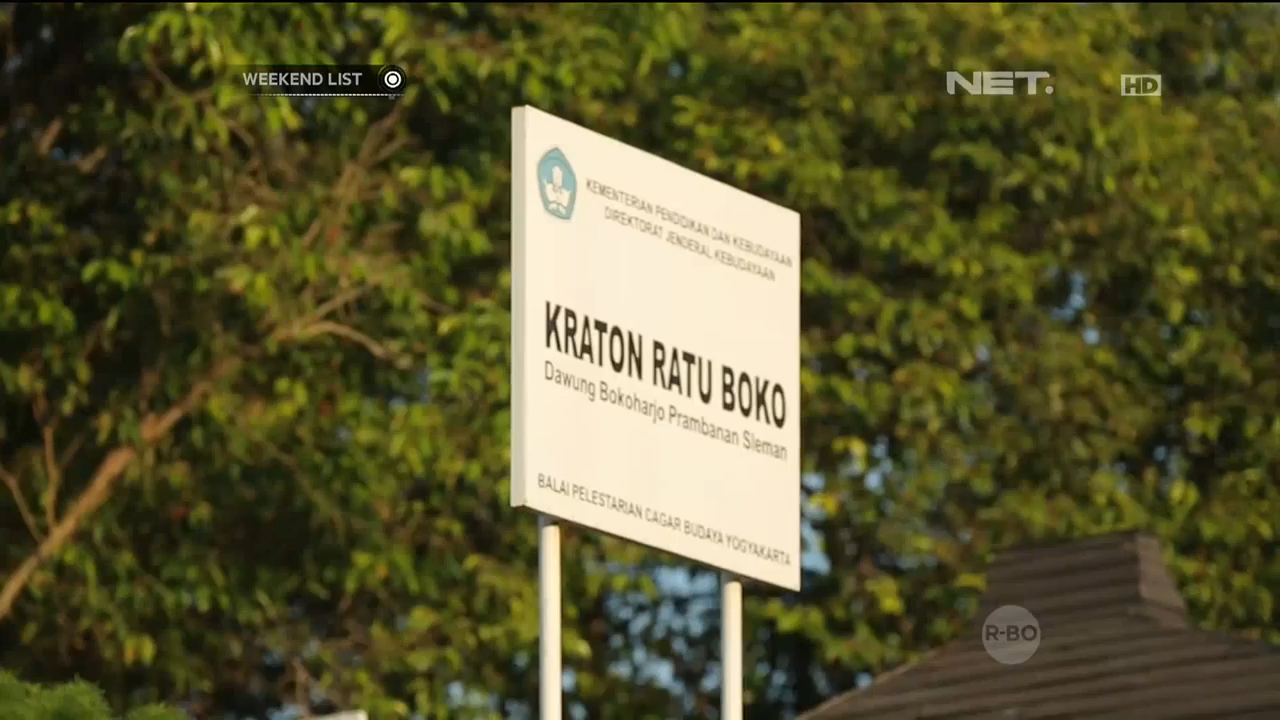 WEEKEND LIST
NET.
HD
KEMENTERIAN PENDIDIKAN DAN KEBUDAYAAN
DIREKTORAT JENDERAL KEBUDAYAAN
KRATON RATU BOKO
Dawung Bokoharjo Prambanan Sleman
BALAI PELESTARIAN CAGAR BUDAYA YOGYAKARTA
R-BO